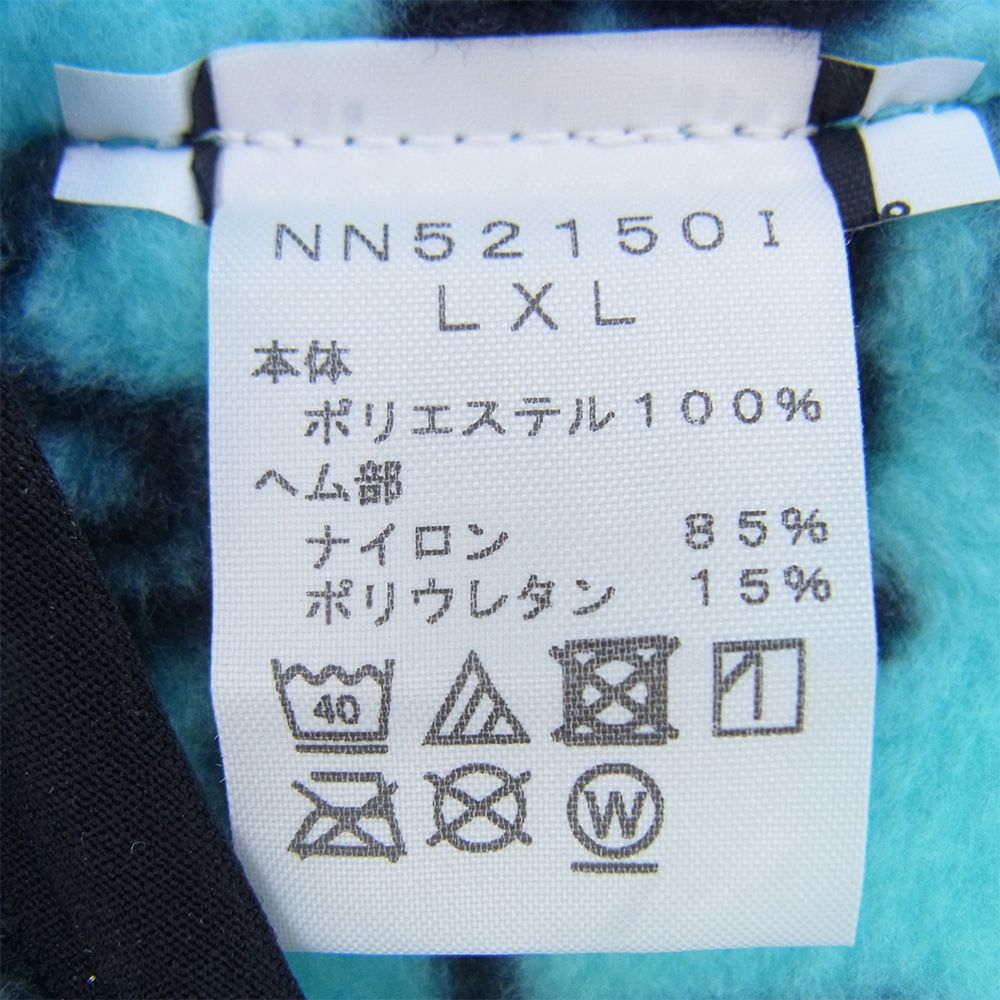 NN52150I
LXL
本体
ポリエステル100%
ヘム部
ナイロン 85%
ポリウレタン 15%
40
W